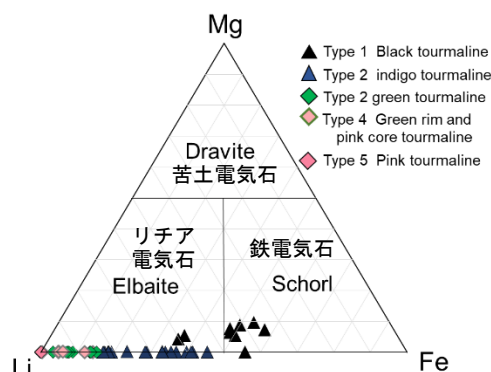 Mg
Type 1 Black tourmaline
Type 2 indigo tourmaline
Type 2 green tourmaline
Type 4 Green rim and
pink core tourmaline
Type 5 Pink tourmaline
Dravite
苦土電気石
リチア
電気石
Elbaite
鉄電気石
Schorl
Li
Fe